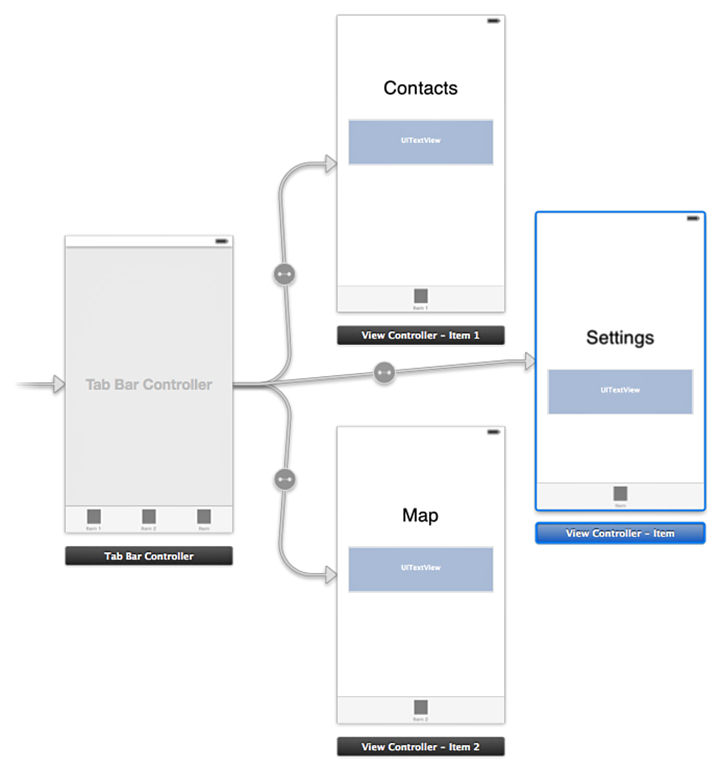 Contacts
UITextView
Item 1
View Controller – Item 1
Tab Bar Controller
Item 1 Item 2 Item
Tab Bar Controller
Settings
UITextView
Item
View Controller – Item
Map
UITextView
Item 2
View Controller – Item 2